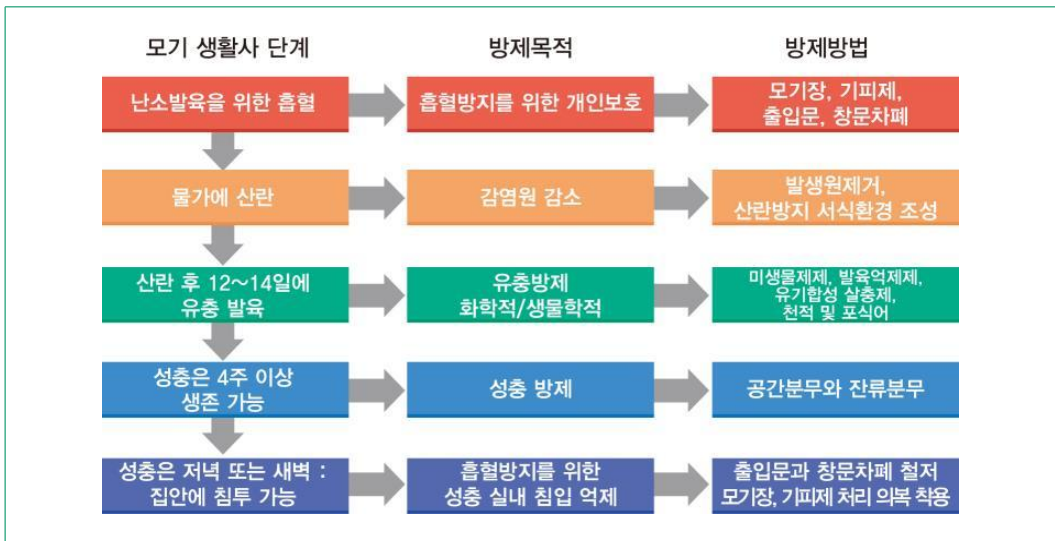 모기 생활사 단계
방제목적
방제방법
난소발육을 위한 흡혈
흡혈방지를 위한 개인보호
모기장, 기피제,
출입문, 창문차폐
물가에 산란
감염원 감소
발생원제거,
산란방지 서식환경 조성
산란 후 12~14일에
유충 발육
유충방제
화학적/생물학적
미생물제제, 발육억제제,
유기합성 살충제,
천적 및 포식어
성충은 4주 이상
생존 가능
성충 방제
공간분무와 잔류분무
성충은 저녁 또는 새벽 :
집안에 침투 가능
흡혈방지를 위한
성충 실내 침입 억제
출입문과 창문차폐 철저
모기장, 기피제 처리 의복 착용